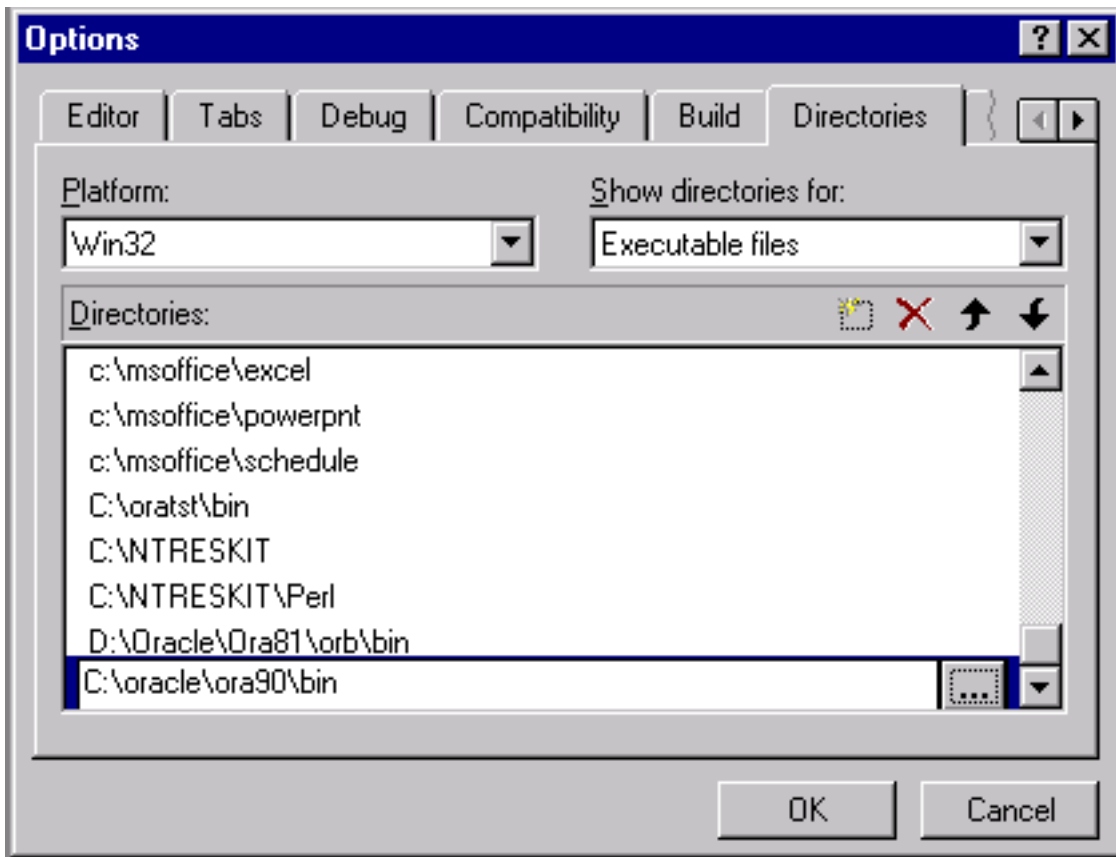 Options
Editor Tabs Debug Compatibility Build Directories
Platform: Show directories for:
Win32 Executable files
Directories:
c:\msoffice\excel
c:\msoffice\powerpnt
c:\msoffice\schedule
C:\oratst\bin
C:\NTRESKIT
C:\NTRESKIT\Perl
D:\Oracle\Ora81\orb\bin
C:\oracle\ora90\bin ...
OK Cancel